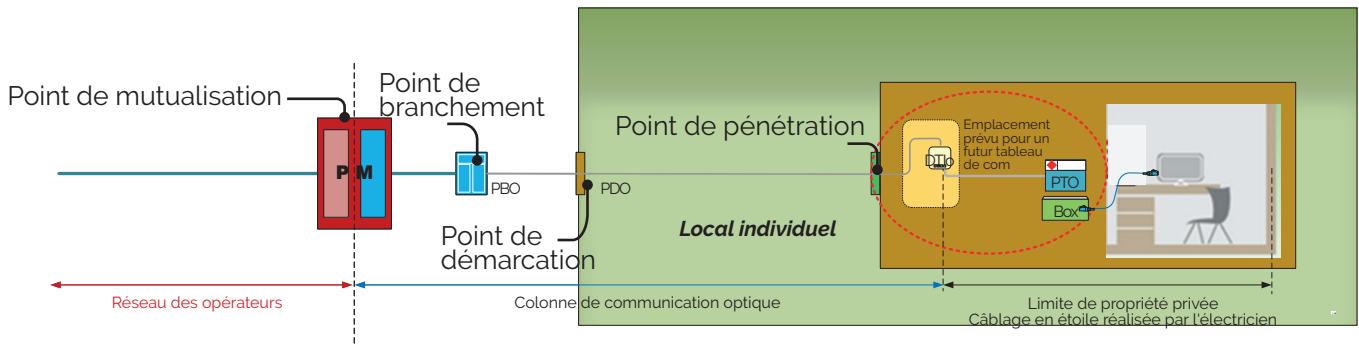 Point de mutualisation
Point de
branchement
Point de pénétration
Emplacement
prévu pour un
futur tableau
de com
DTIo
P M
PBO
PDO
PTO
Box
Point de
démarcation
Local individuel
Réseau des opérateurs
Colonne de communication optique
Limite de propriété privée
Câblage en étoile réalisée par l'électricien